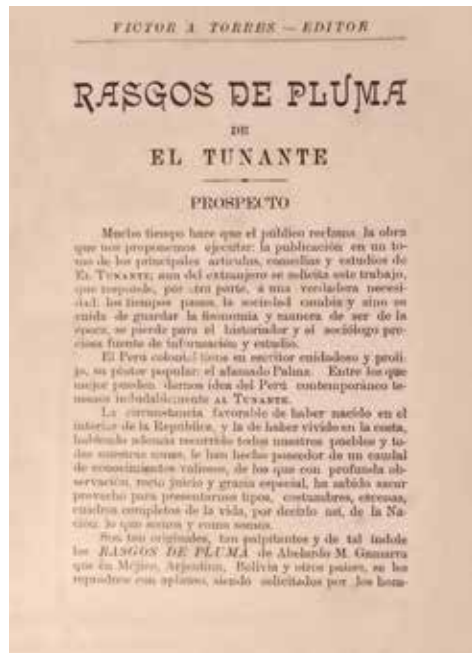 VICTOR A. TORRES — EDITOR
RASGOS DE PLUMA
DE
EL TUNANTE
PROSPECTO
Mucho tiempo hace que el público reclama la obra
que nos proponemos ejecutar: la publicación en un to-
mo de los principales artículos, comedias y estudios de
EL TUNANTE; aun del extranjero se solicita este trabajo,
que responde, por otra parte, a una verdadera necesi-
dad: los tiempos pasan, la sociedad cambia y sino se
cuida de guardar la fisonomía y manera de ser de la
época, se pierde para el historiador y el sociólogo pre-
ciosa fuente de información y estudio.
El Perú colonial tiene un escritor cuidadoso y proli-
jo, su pintor popular: el afamado Palma. Entre los que
mejor pueden darnos idea del Perú contemporáneo te-
nemos indudablemente AL TUNANTE.
La circunstancia favorable de haber nacido en el
interior de la República, y la de haber vivido en la costa,
habiendo además recorrido todos nuestros pueblos y to-
das nuestras zonas, le han hecho poseedor de un caudal
de conocimientos valiosos, de los que con profunda ob-
servación, recto juicio y gracia especial, ha sabido sacar
provecho para presentarnos tipos, costumbres, escenas,
cuadros completos de la vida, por decirlo así, de la Na-
ción: lo que somos y como somos.
Son tan originales, tan palpitantes y de tal índole
los RASGOS DE PLUMA de Abelardo M. Gamarra
que en Méjico, Arjentina, Bolivia y otros países, se les
reproduce con aplauso, siendo solicitados por los hom-